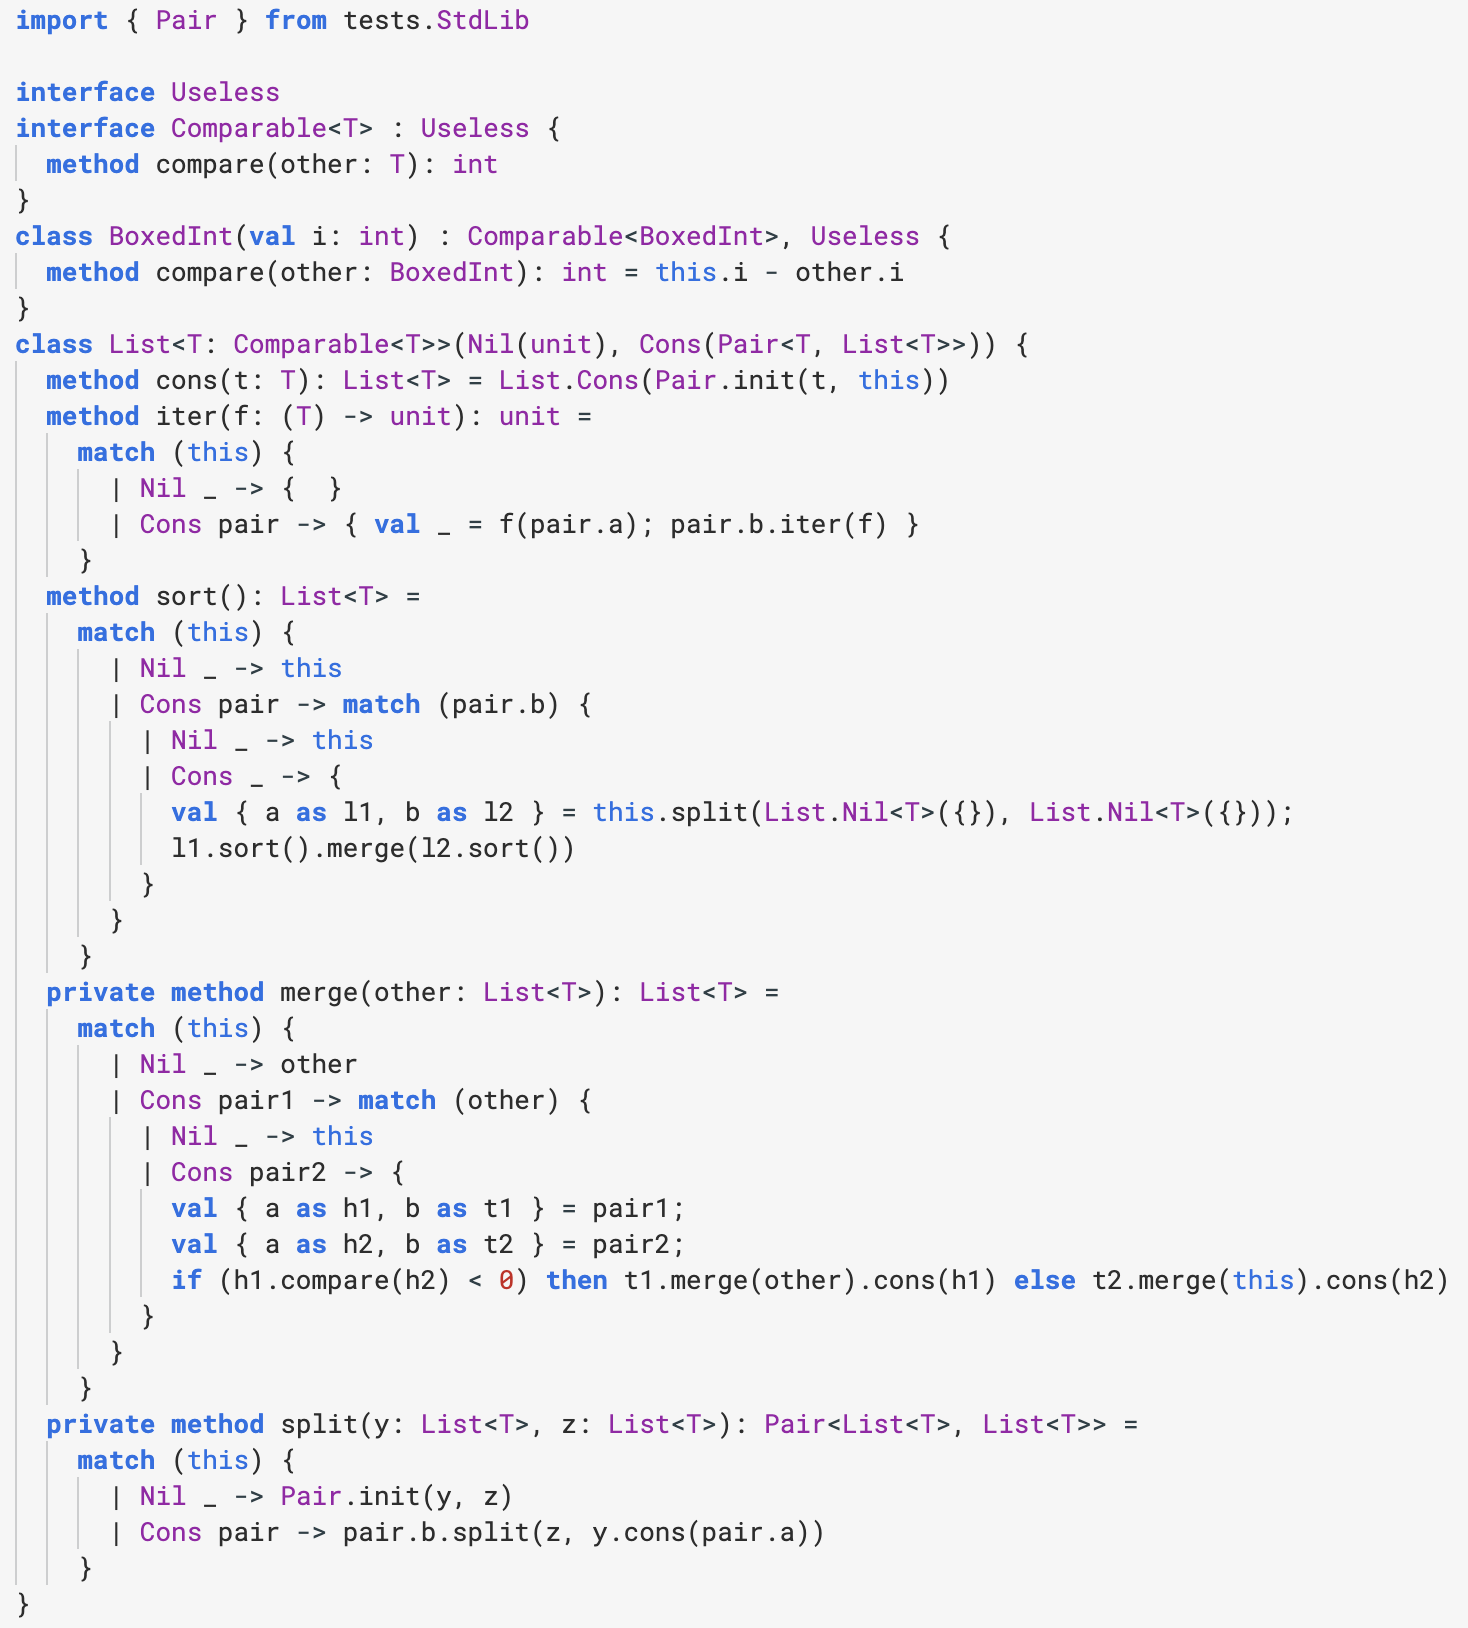 import { Pair } from tests.StdLib

interface Useless
interface Comparable<T> : Useless {
  method compare(other: T): int
}
class BoxedInt(val i: int) : Comparable<BoxedInt>, Useless {
  method compare(other: BoxedInt): int = this.i - other.i
}
class List<T: Comparable<T>>(Nil(unit), Cons(Pair<T, List<T>>)) {
  method cons(t: T): List<T> = List.Cons(Pair.init(t, this))
  method iter(f: (T) -> unit): unit =
    match (this) {
      | Nil _ -> {  }
      | Cons pair -> { val _ = f(pair.a); pair.b.iter(f) }
    }
  method sort(): List<T> =
    match (this) {
      | Nil _ -> this
      | Cons pair -> match (pair.b) {
        | Nil _ -> this
        | Cons _ -> {
          val { a as l1, b as l2 } = this.split(List.Nil<T>({}), List.Nil<T>({}));
          l1.sort().merge(l2.sort())
        }
      }
    }
  private method merge(other: List<T>): List<T> =
    match (this) {
      | Nil _ -> other
      | Cons pair1 -> match (other) {
        | Nil _ -> this
        | Cons pair2 -> {
          val { a as h1, b as t1 } = pair1;
          val { a as h2, b as t2 } = pair2;
          if (h1.compare(h2) < 0) then t1.merge(other).cons(h1) else t2.merge(this).cons(h2)
        }
      }
    }
  private method split(y: List<T>, z: List<T>): Pair<List<T>, List<T>> =
    match (this) {
      | Nil _ -> Pair.init(y, z)
      | Cons pair -> pair.b.split(z, y.cons(pair.a))
    }
}